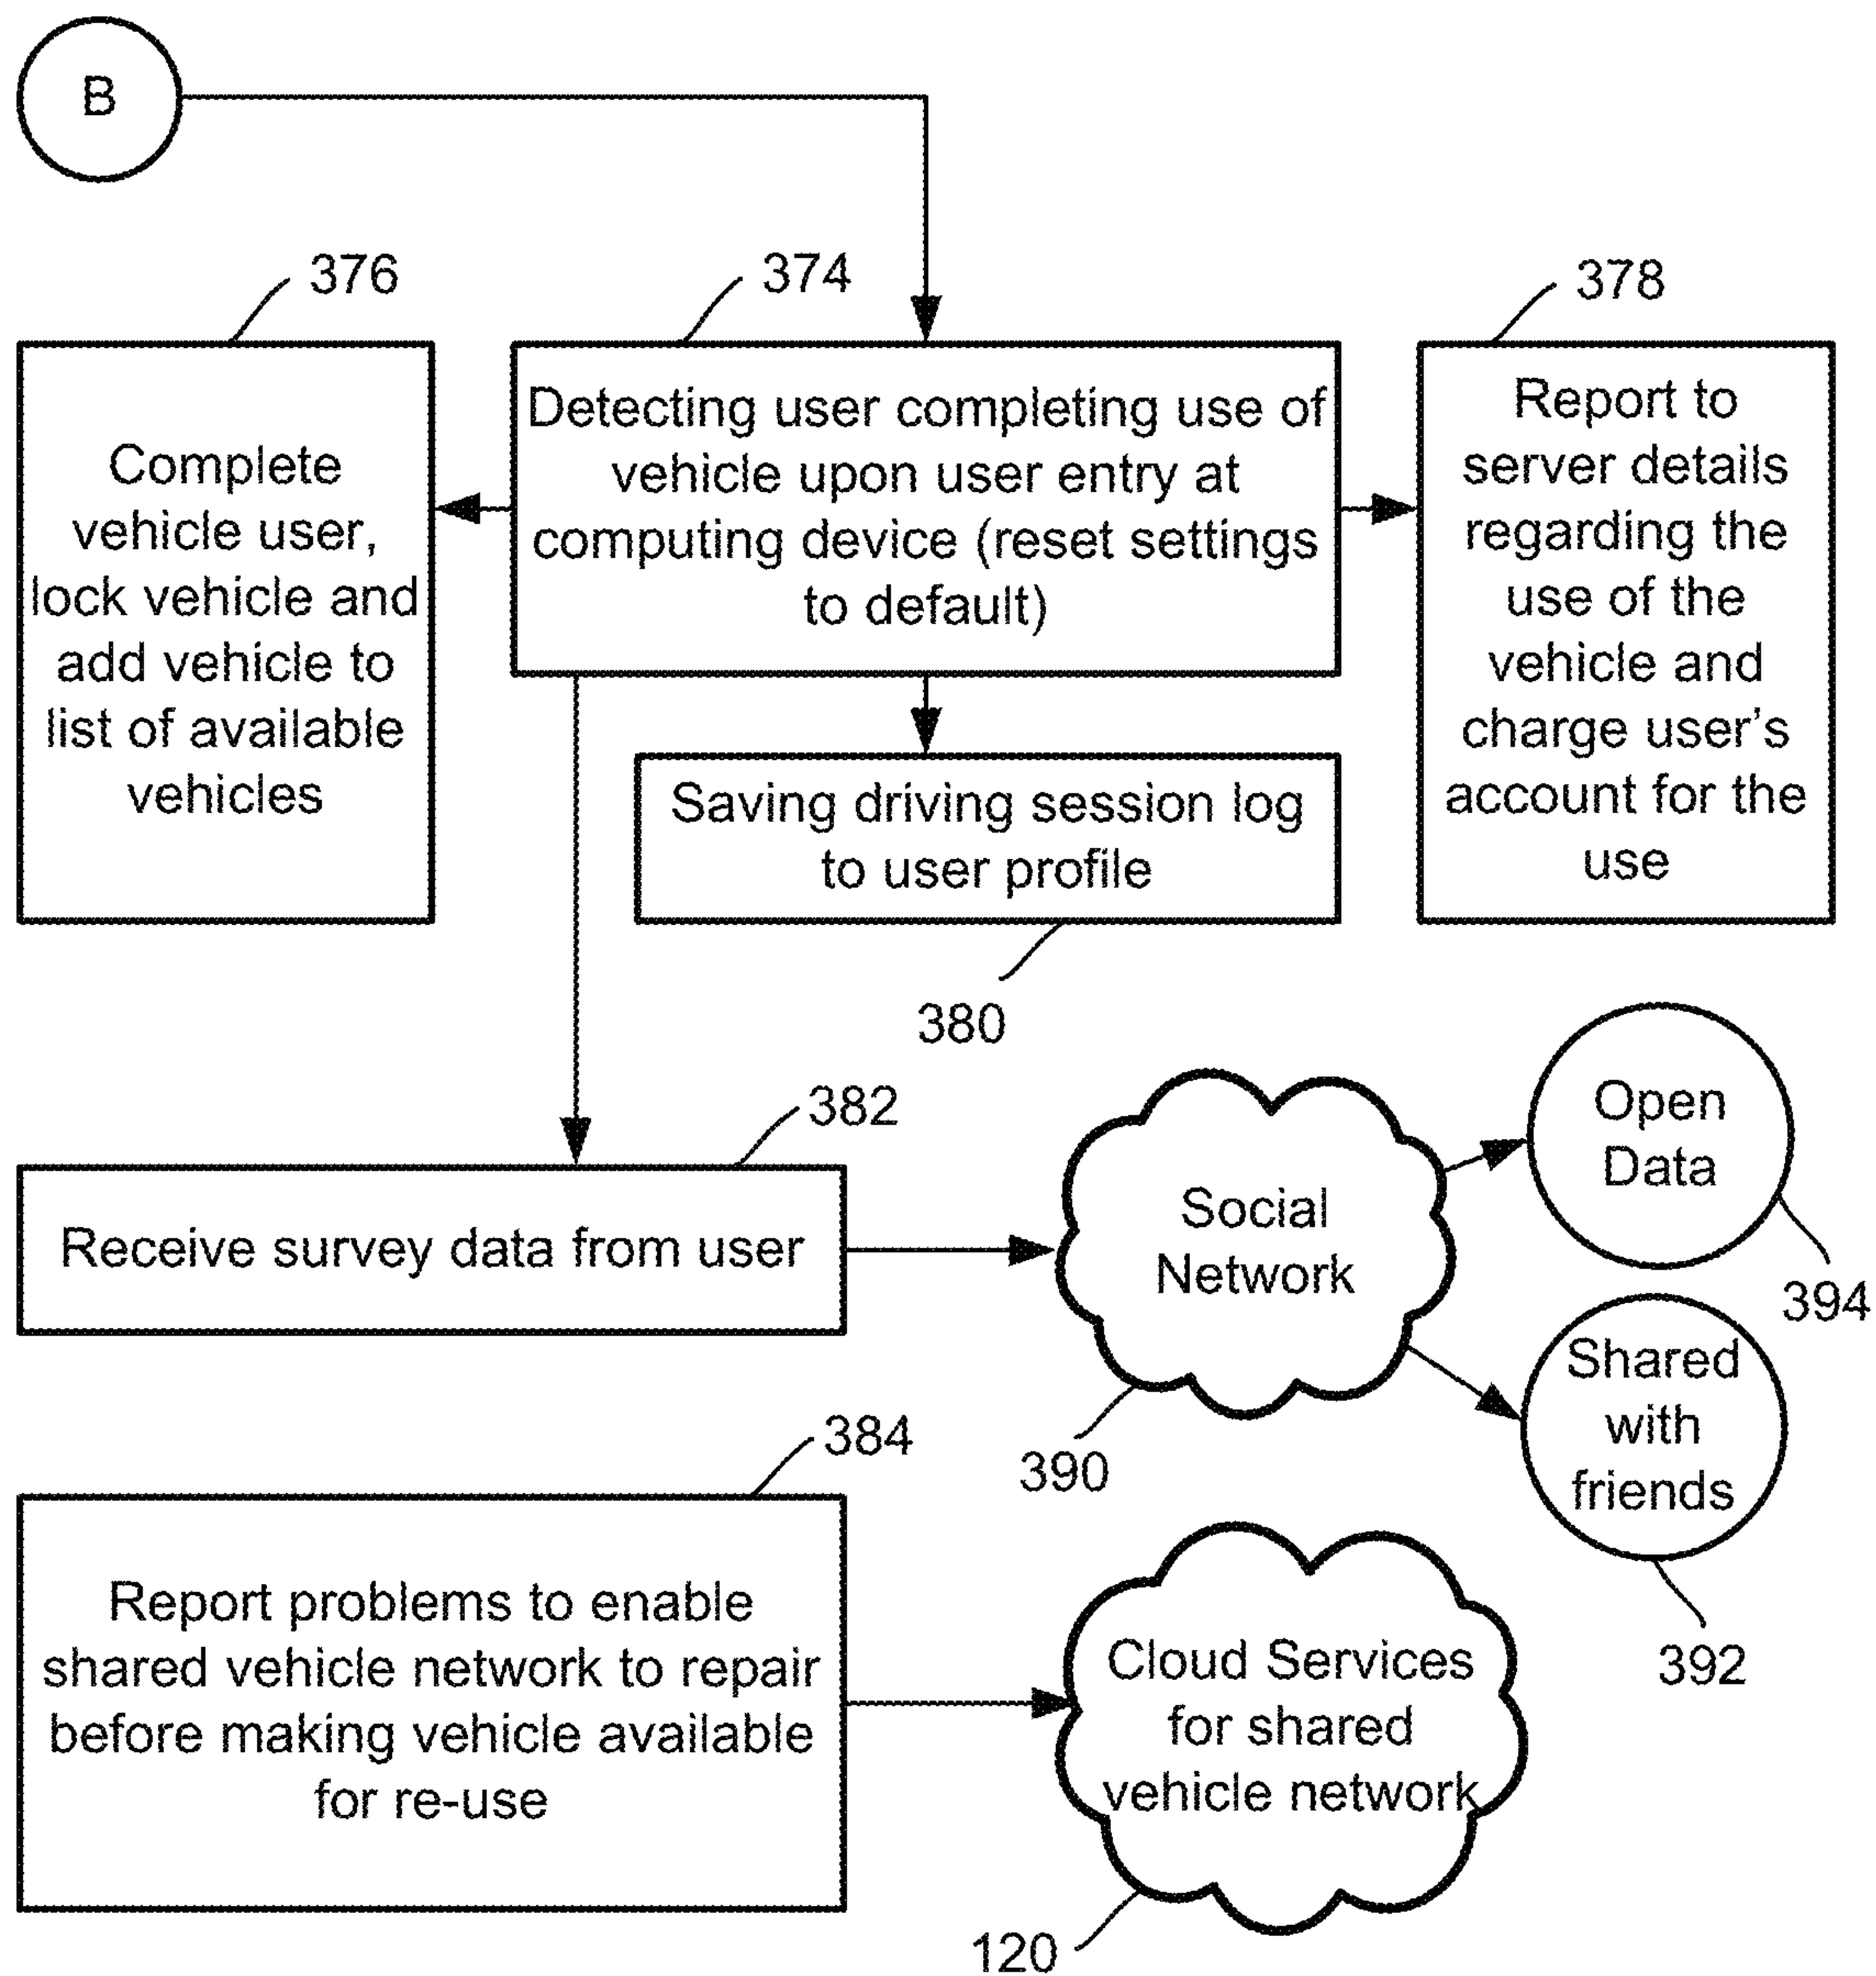 B
376
374
378
Complete
vehicle user,
lock vehicle and
add vehicle to
list of available
vehicles
Detecting user completing use of
vehicle upon user entry at
computing device (reset settings
to default)
Report to
server details
regarding the
use of the
vehicle and
charge user's
account for the
use
Saving driving session log
to user profile
380
382
Receive survey data from user
Social
Network
390
Open
Data
394
Shared
with
friends
392
384
Report problems to enable
shared vehicle network to repair
before making vehicle available
for re-use
Cloud Services
for shared
vehicle network
120